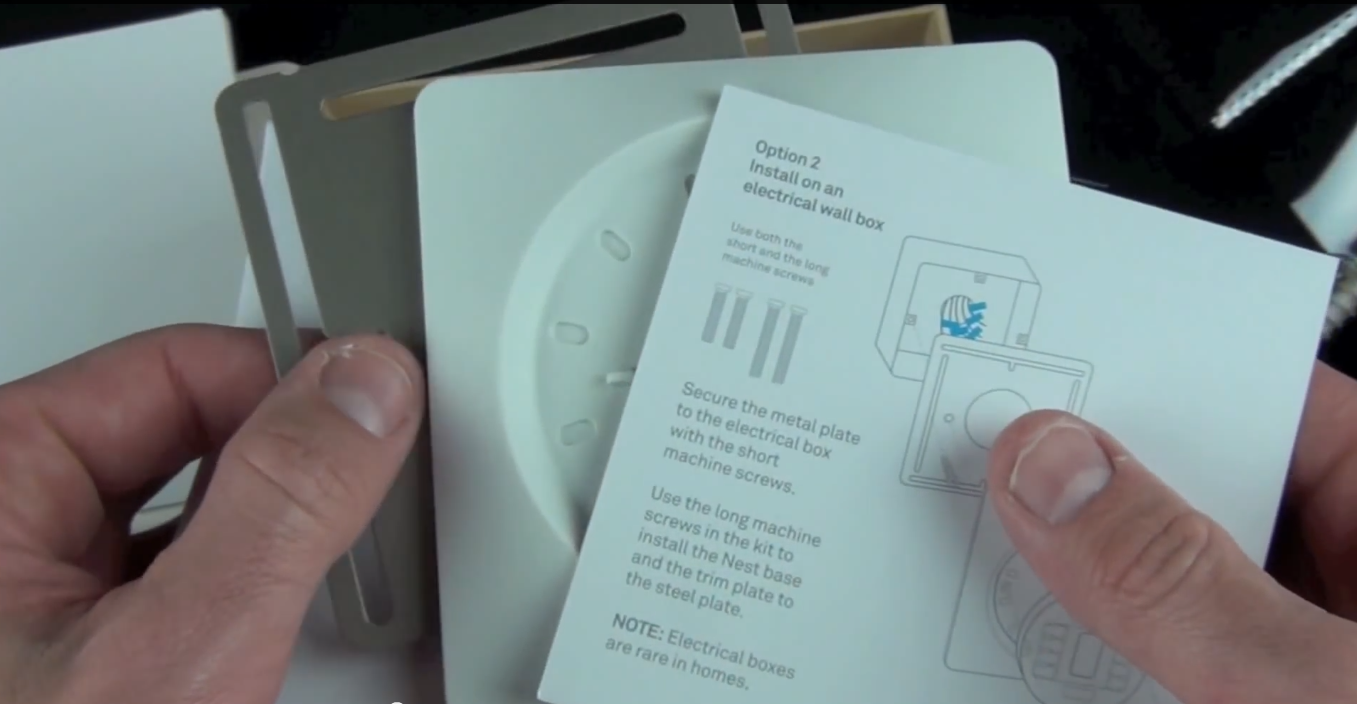 Option 2
Install on an
electrical wall box
Use both the
short and the long
machine screws
Secure the metal plate
to the electrical box
with the short
machine screws.
Use the long machine
screws in the kit to
install the Nest base
and the trim plate to
the steel plate.
NOTE: Electrical boxes
are rare in homes.